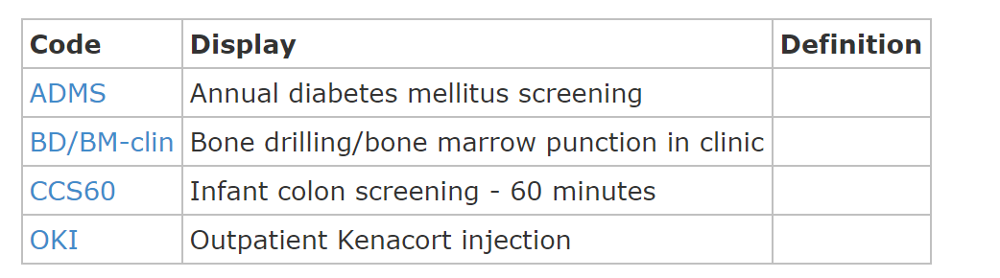 Code Display Definition
ADMS Annual diabetes mellitus screening
BD/BM-clin Bone drilling/bone marrow punction in clinic
CCS60 Infant colon screening - 60 minutes
OKI Outpatient Kenacort injection